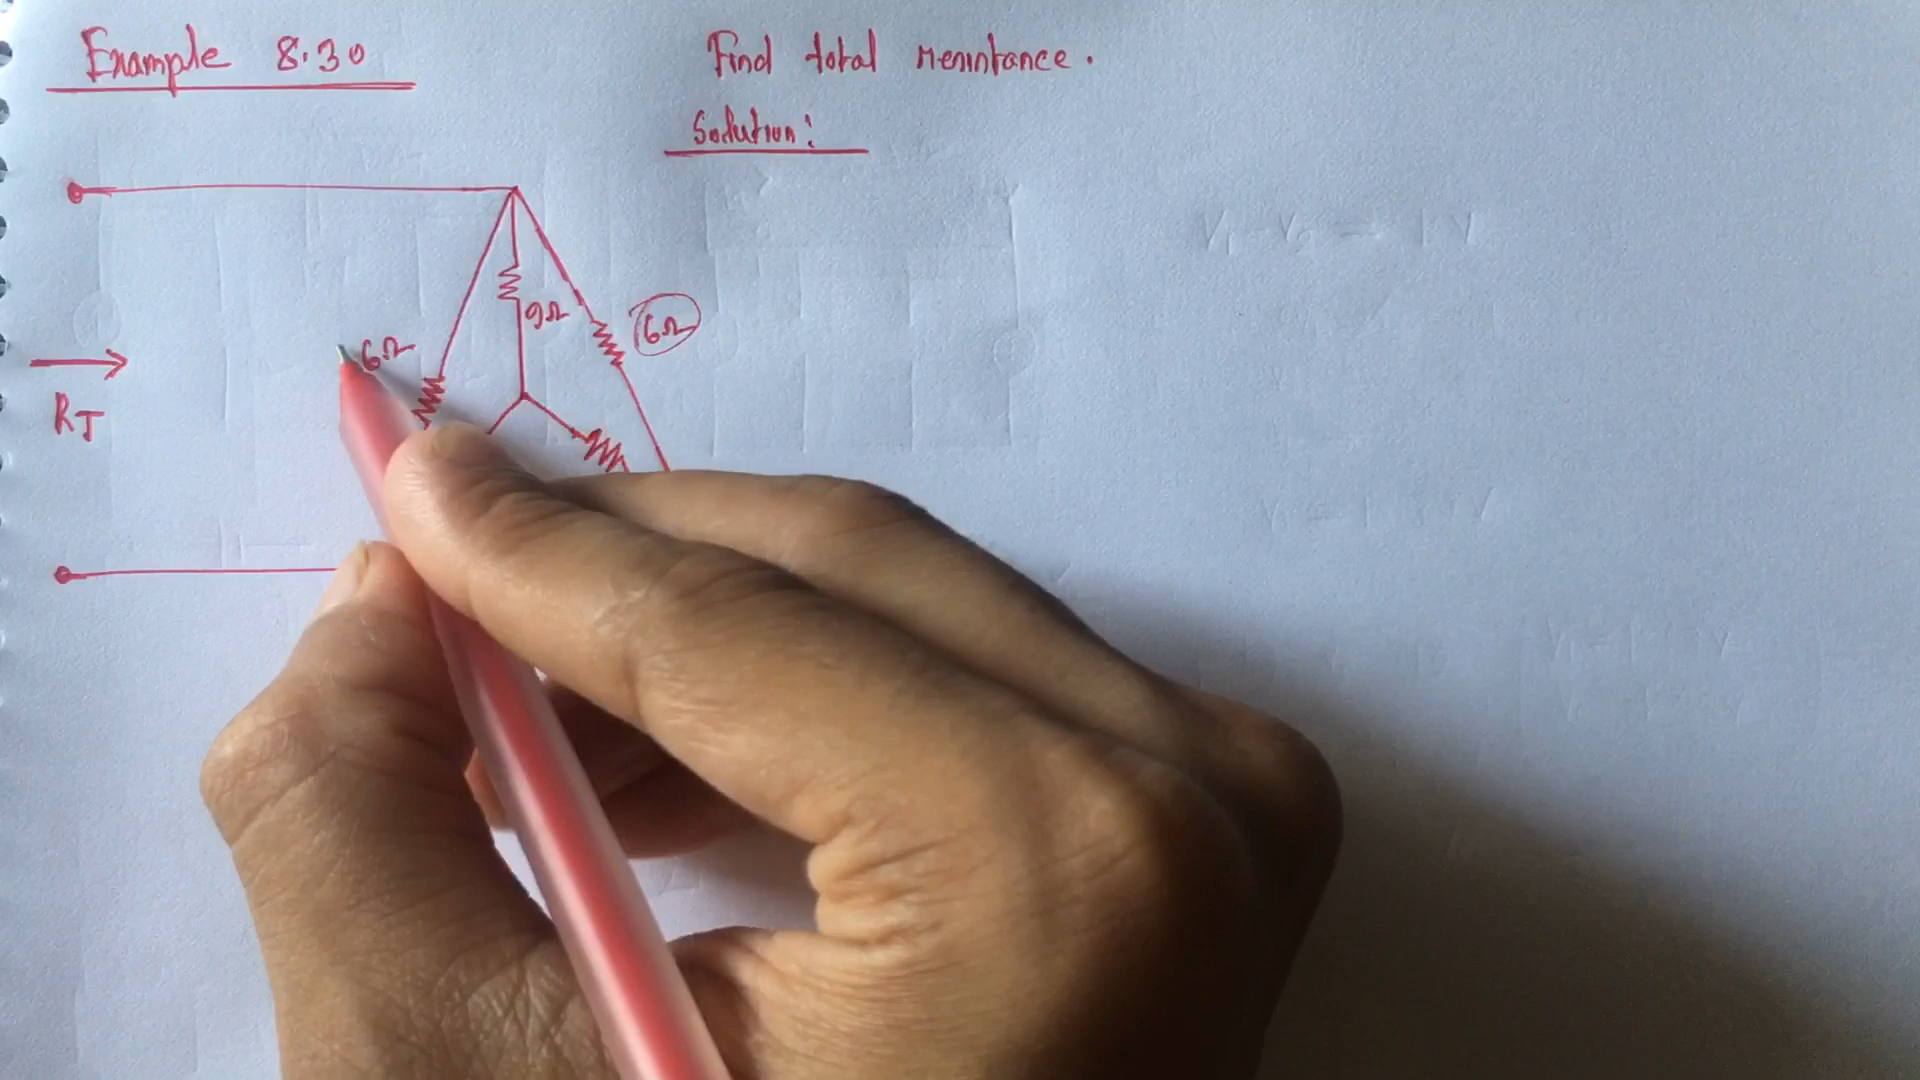 Example 8.30
Find total resistance.
Solution:
9Ω
6Ω
6Ω
RT